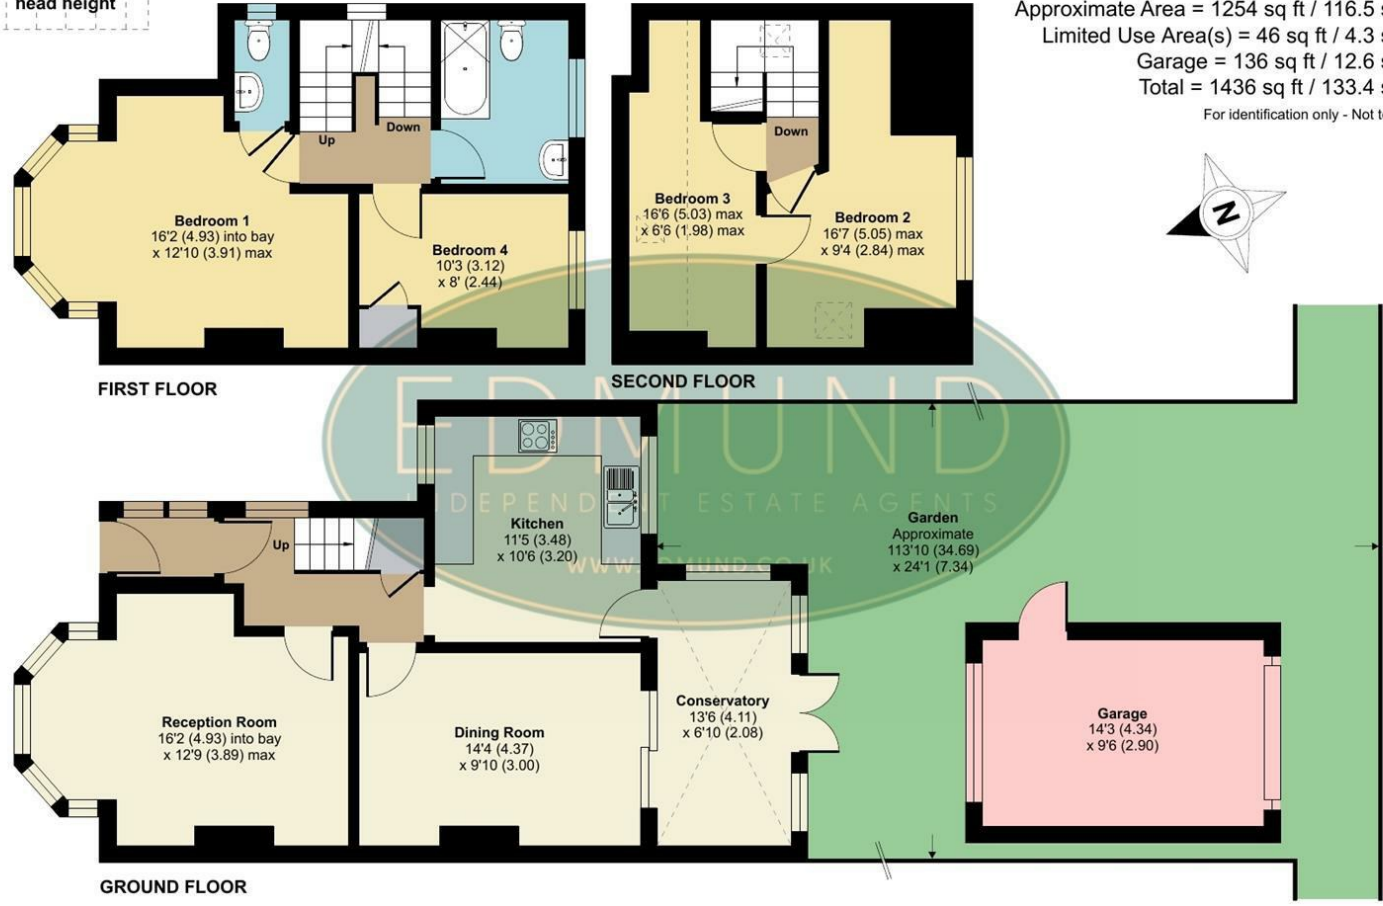 head height
Approximate Area = 1254 sq ft / 116.5
Limited Use Area(s) = 46 sq ft / 4.3
Garage = 136 sq ft / 12.6
Total = 1436 sq ft / 133.4
For identification only - Not
Up
Down
Bedroom 1
16'2 (4.93) into bay
x 12'10 (3.91) max
Bedroom 4
10'3 (3.12)
x 8' (2.44)
FIRST FLOOR
Down
Bedroom 3
16'6 (5.03) max
x 6'6 (1.98) max
Bedroom 2
16'7 (5.05) max
x 9'4 (2.84) max
SECOND FLOOR
N
EDMUND
INDEPENDENT ESTATE AGENTS
WWW.EDMUND.CO.UK
Up
Kitchen
11'5 (3.48)
x 10'6 (3.20)
Garden
Approximate
113'10 (34.69)
x 24'1 (7.34)
Reception Room
16'2 (4.93) into bay
x 12'9 (3.89) max
Dining Room
14'4 (4.37)
x 9'10 (3.00)
Conservatory
13'6 (4.11)
x 6'10 (2.08)
Garage
14'3 (4.34)
x 9'6 (2.90)
GROUND FLOOR